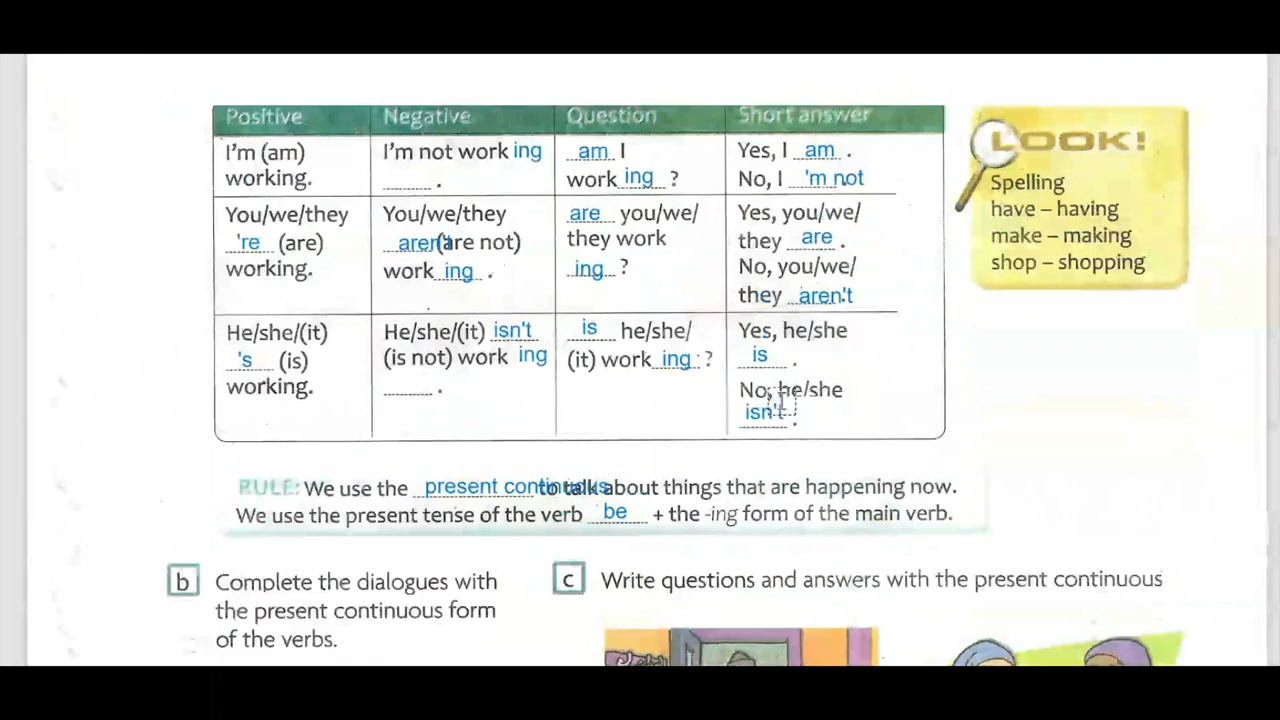 Positive Negative Question Short answer
I'm (am)
working.
I'm not work ing
.
am I
work ing ?
Yes, I am .
No, I 'm not .
You/we/they
're (are)
working.
You/we/they
aren't (are not)
work ing .
are you/we/
they work
ing ?
Yes, you/we/
they are .
No, you/we/
they aren't .
He/she/(it)
's (is)
working.
He/she/(it) isn't
(is not) work ing
.
is he/she/
(it) work ing ?
Yes, he/she
is .
No, he/she
isn't .
LOOK!
Spelling
have – having
make – making
shop – shopping
RULE: We use the present continuous to talk about things that are happening now.
We use the present tense of the verb be + the -ing form of the main verb.
b Complete the dialogues with
the present continuous form
of the verbs.
c Write questions and answers with the present continuous